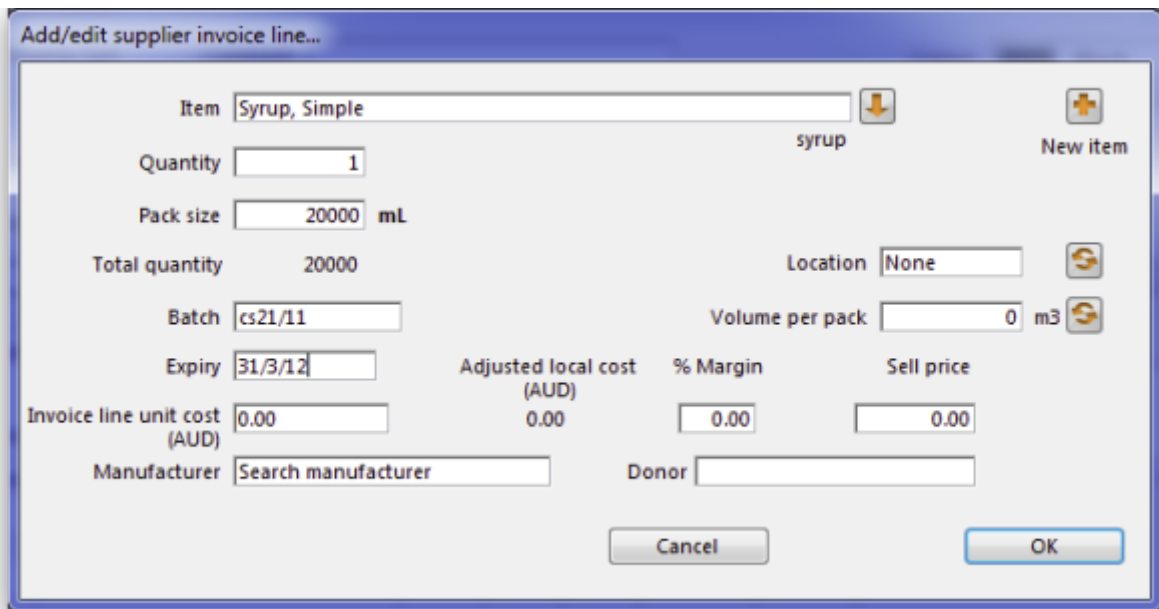 Add/edit supplier invoice line...
Item Syrup, Simple
syrup
New item
Quantity 1
Pack size 20000 mL
Total quantity 20000
Location None
Batch cs21/11
Volume per pack 0 m3
Expiry 31/3/12
Adjusted local cost (AUD)
% Margin
Sell price
Invoice line unit cost (AUD) 0.00
0.00
0.00
0.00
Manufacturer Search manufacturer
Donor
Cancel
OK